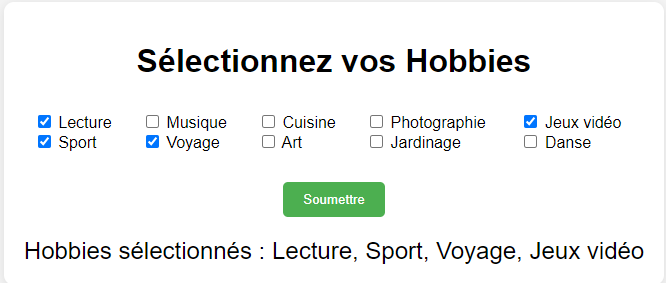 Sélectionnez vos Hobbies
Lecture Musique Cuisine Photographie Jeux vidéo
Sport Voyage Art Jardinage Danse
Soumettre
Hobbies sélectionnés : Lecture, Sport, Voyage, Jeux vidéo